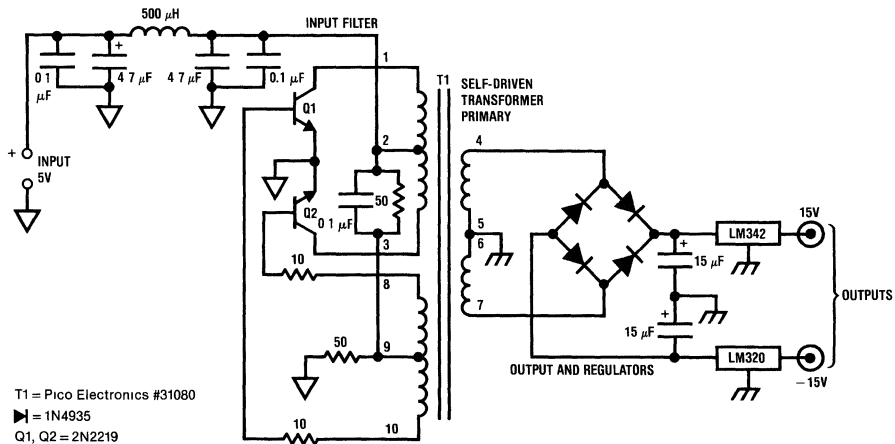 500 μH
INPUT FILTER
0 1
μF
+
4 7 μF
4 7 μF
0.1 μF
1
T1
SELF-DRIVEN
TRANSFORMER
PRIMARY
Q1
+
INPUT
5V
2
4
50
Q2
0 1 μF
3
5
6
10
8
7
+
15 μF
LM342
15V
OUTPUTS
+
15 μF
50
9
LM320
−15V
OUTPUT AND REGULATORS
10
10
T1 = Pico Electronics #31080
= 1N4935
Q1, Q2 = 2N2219